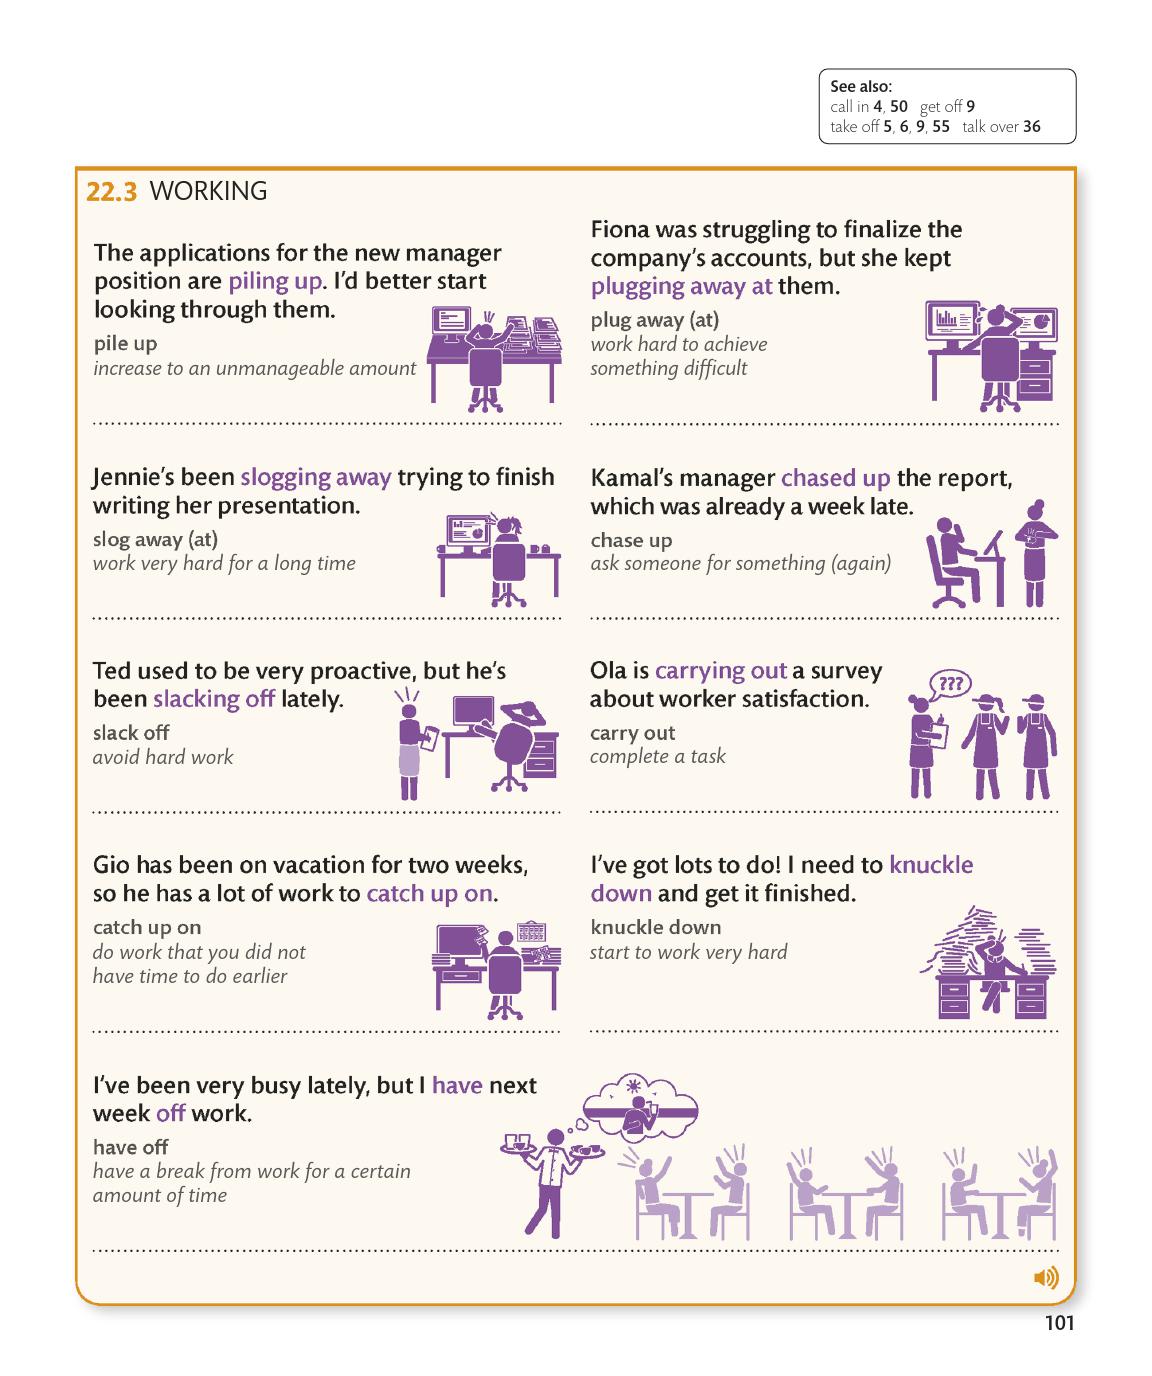 See also:
call in 4, 50 get off 9
take off 5, 6, 9, 55 talk over 36
22.3 WORKING
The applications for the new manager
position are piling up. I'd better start
looking through them.
pile up
increase to an unmanageable amount
Fiona was struggling to finalize the
company's accounts, but she kept
plugging away at them.
plug away (at)
work hard to achieve
something difficult
Jennie's been slogging away trying to finish
writing her presentation.
slog away (at)
work very hard for a long time
Kamal's manager chased up the report,
which was already a week late.
chase up
ask someone for something (again)
Ted used to be very proactive, but he's
been slacking off lately.
slack off
avoid hard work
Ola is carrying out a survey
about worker satisfaction.
carry out
complete a task
???
Gio has been on vacation for two weeks,
so he has a lot of work to catch up on.
catch up on
do work that you did not
have time to do earlier
I've got lots to do! I need to knuckle
down and get it finished.
knuckle down
start to work very hard
I've been very busy lately, but I have next
week off work.
have off
have a break from work for a certain
amount of time
101